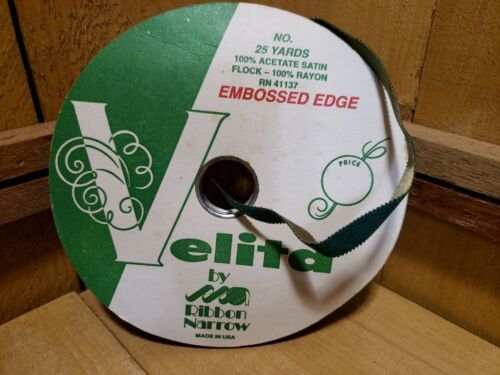 NO.
25 YARDS
100% ACETATE SATIN
FLOCK – 100% RAYON
RN 41137
EMBOSSED EDGE
PRICE
Velita
by
Ribbon
Narrow
MADE IN USA